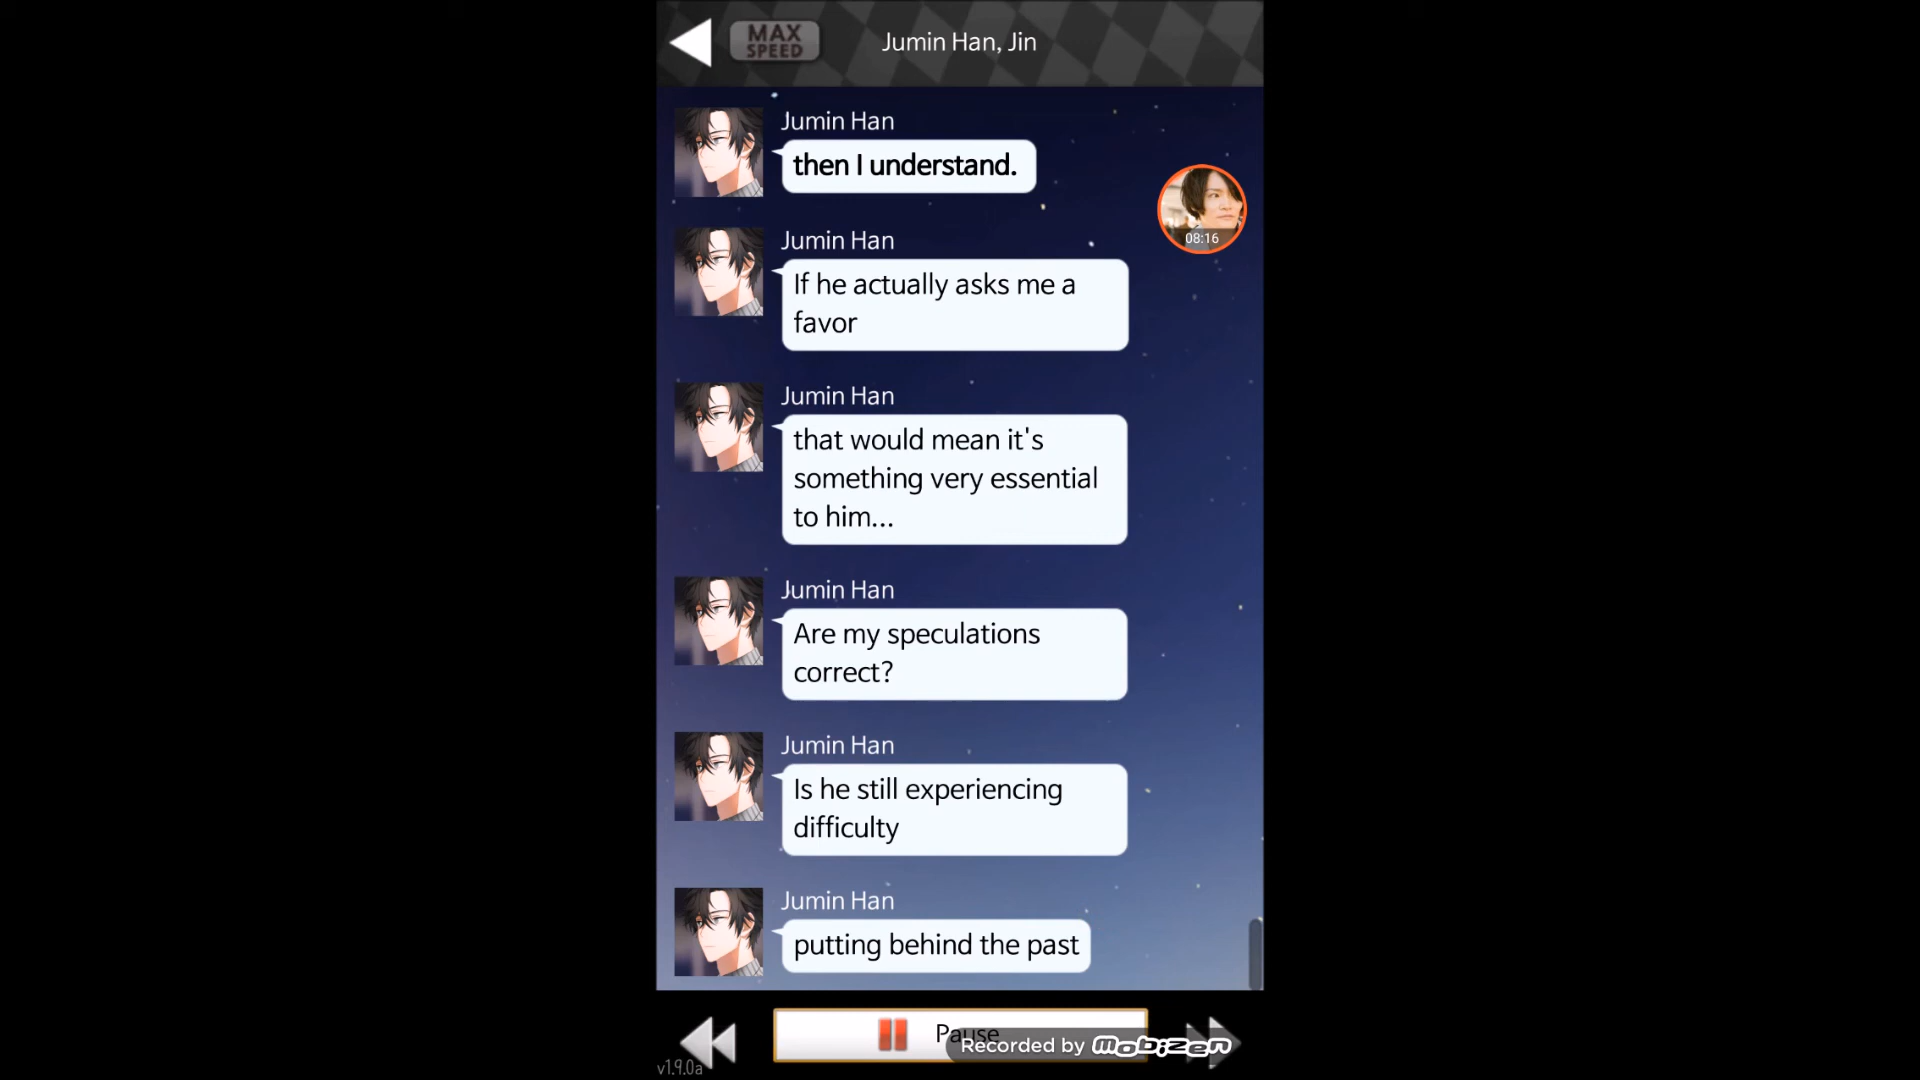 MAX
SPEED
Jumin Han, Jin
Jumin Han
then I understand.
08:16
Jumin Han
If he actually asks me a
favor
Jumin Han
that would mean it's
something very essential
to him...
Jumin Han
Are my speculations
correct?
Jumin Han
Is he still experiencing
difficulty
Jumin Han
putting behind the past
Pause
Recorded by Mobizen
v1.9.0a